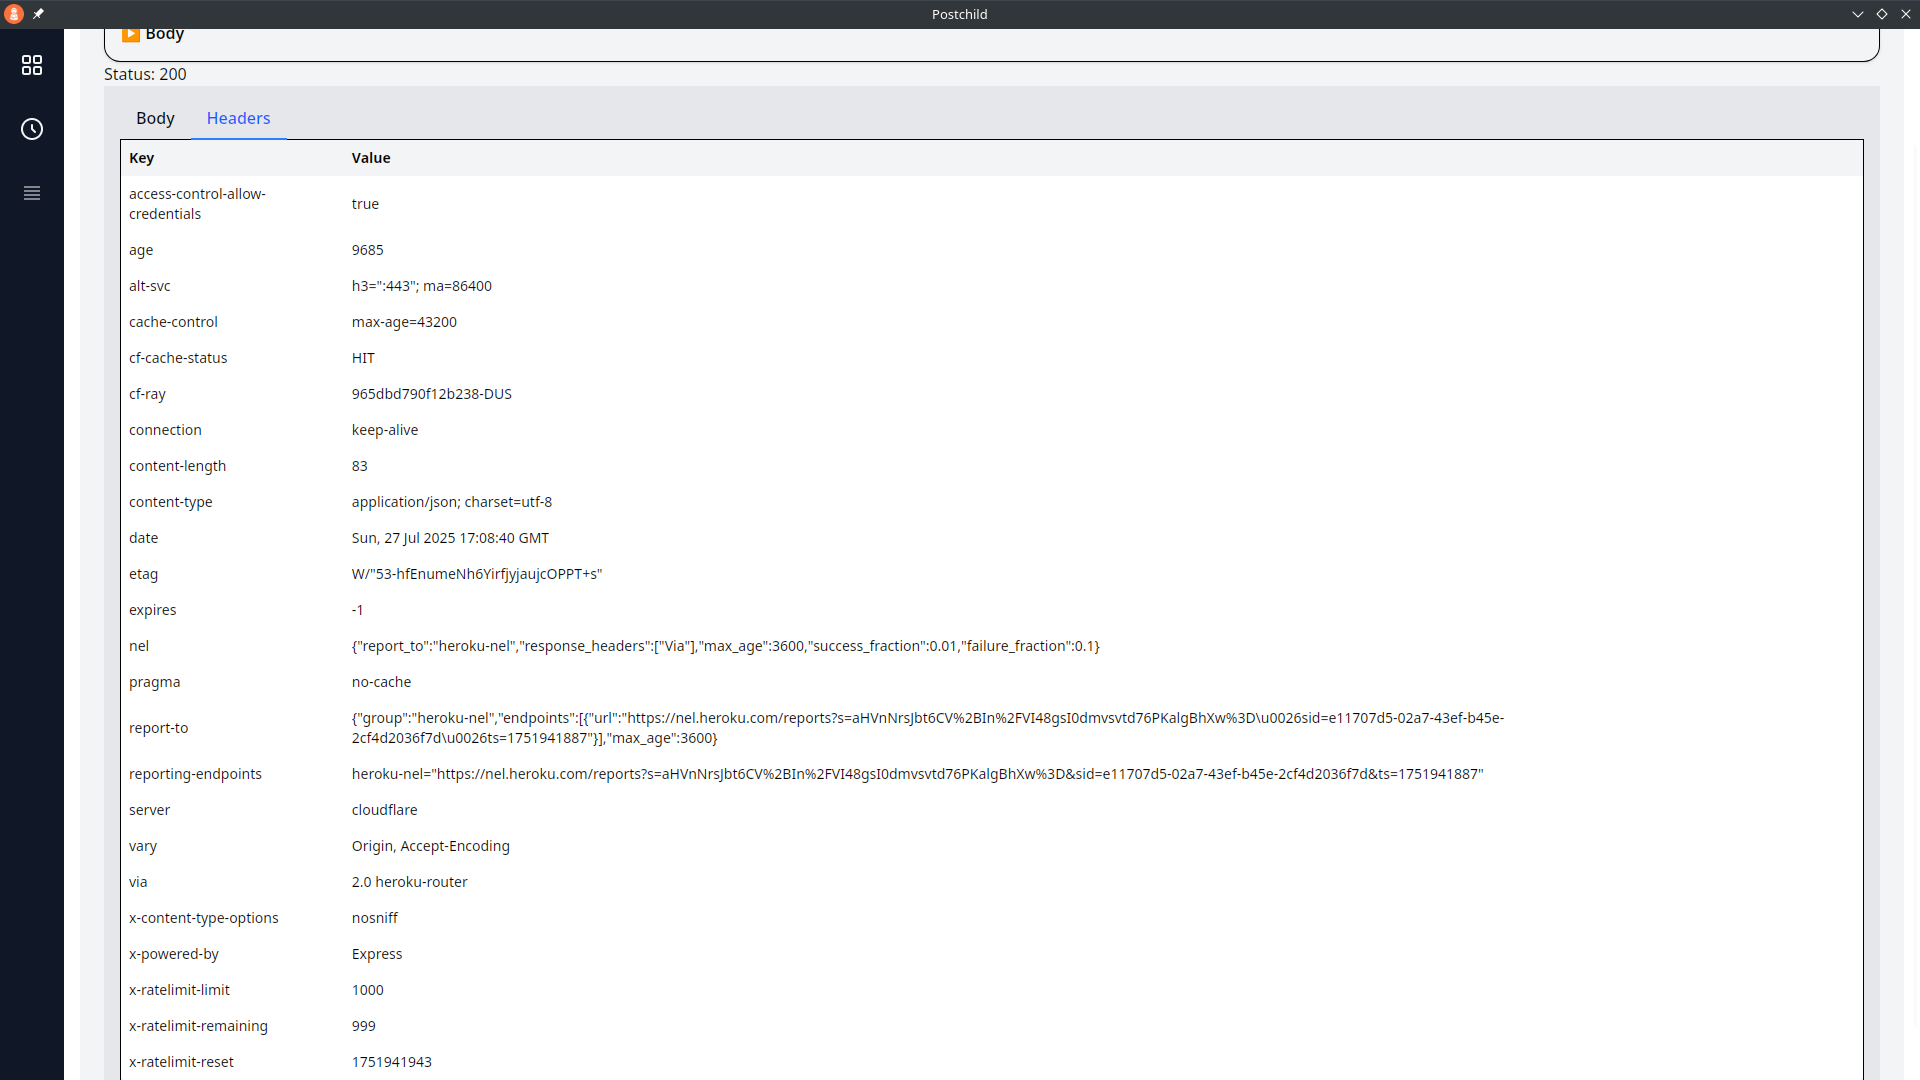 Postchild
Body
Status: 200
Body Headers
Key Value
access-control-allow-
credentials true
age 9685
alt-svc h3=":443"; ma=86400
cache-control max-age=43200
cf-cache-status HIT
cf-ray 965dbd790f12b238-DUS
connection keep-alive
content-length 83
content-type application/json; charset=utf-8
date Sun, 27 Jul 2025 17:08:40 GMT
etag W/"53-hfEnumeNh6YirfjyjaujcOPPT+s"
expires -1
nel {"report_to":"heroku-nel","response_headers":["Via"],"max_age":3600,"success_fraction":0.01,"failure_fraction":0.1}
pragma no-cache
report-to {"group":"heroku-nel","endpoints":[{"url":"https://nel.heroku.com/reports?s=aHVnNrsJbt6CV%2BIn%2FVI48gsI0dmvsvtd76PKalgBhXw%3D\u0026sid=e11707d5-02a7-43ef-b45e-
2cf4d2036f7d\u0026ts=1751941887"}],"max_age":3600}
reporting-endpoints heroku-nel="https://nel.heroku.com/reports?s=aHVnNrsJbt6CV%2BIn%2FVI48gsI0dmvsvtd76PKalgBhXw%3D&sid=e11707d5-02a7-43ef-b45e-2cf4d2036f7d&ts=1751941887"
server cloudflare
vary Origin, Accept-Encoding
via 2.0 heroku-router
x-content-type-options nosniff
x-powered-by Express
x-ratelimit-limit 1000
x-ratelimit-remaining 999
x-ratelimit-reset 1751941943